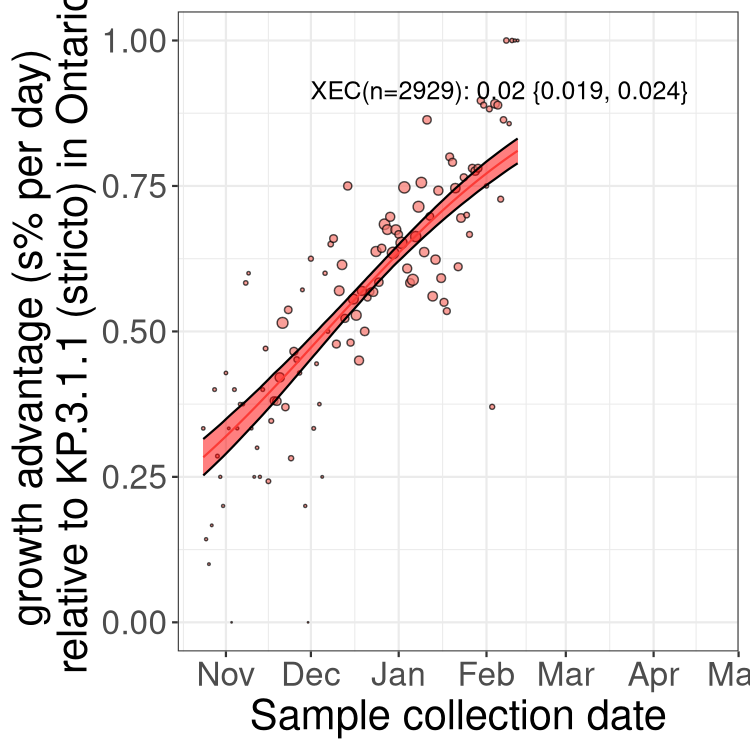 growth advantage (s% per day)
relative to KP.3.1.1 (stricto) in Ontario
1.00
0.75
0.50
0.25
0.00
XEC(n=2929): 0.02 {0.019, 0.024}
Nov Dec Jan Feb Mar Apr Ma
Sample collection date